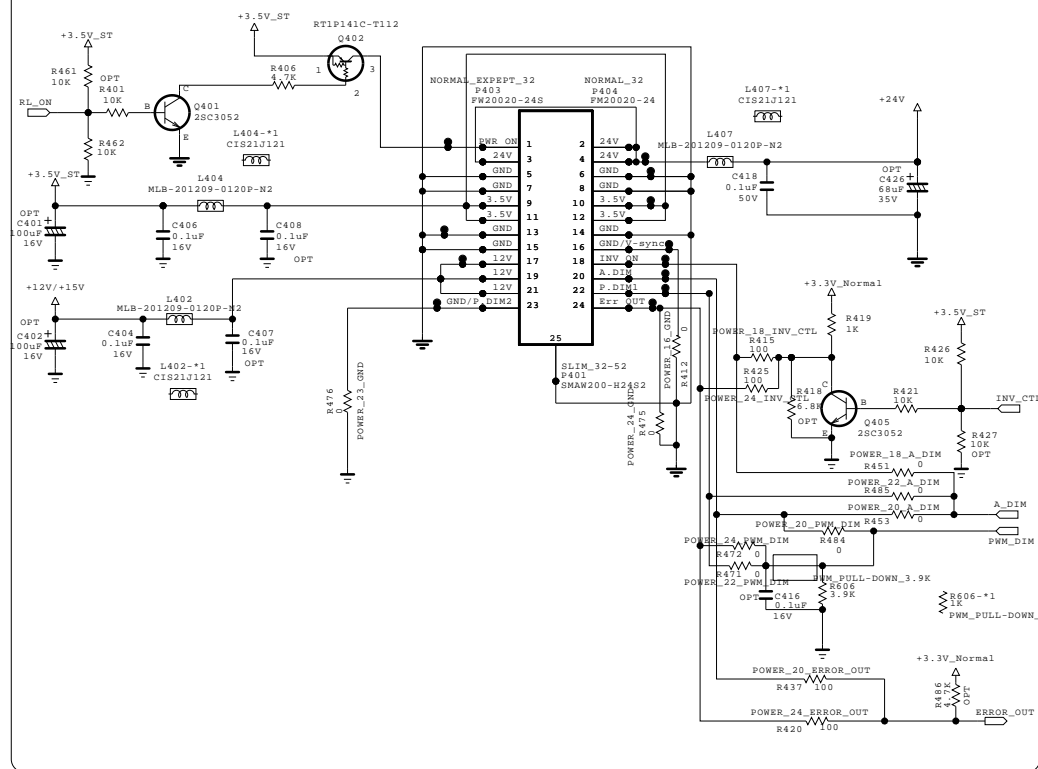 +3.5V_ST
RT1P141C-T112
Q402
1
3
2
+3.5V_ST
R461
10K
OPT
R401
10K
RL_ON
B
C
E
Q401
2SC3052
R406
4.7K
R462
10K
L404-*1
CIS21J121
+3.5V_ST
L404
MLB-201209-0120P-N2
OPT
C401
100uF
16V
C406
0.1uF
16V
C408
0.1uF
16V
OPT
+12V/+15V
L402
MLB-201209-0120P-N2
OPT
C402
100uF
16V
C404
0.1uF
16V
C407
0.1uF
16V
OPT
L402-*1
CIS21J121
NORMAL_EXPEPT_32
P403
FW20020-24S
NORMAL_32
P404
FM20020-24
PWR ON 1 2 24V
24V 3 4 24V
GND 5 6 GND
GND 7 8 GND
3.5V 9 10 3.5V
3.5V 11 12 3.5V
GND 13 14 GND
GND 15 16 GND/V-sync
12V 17 18 INV ON
12V 19 20 A.DIM
12V 21 22 P.DIM1
GND/P.DIM2 23 24 Err OUT
25
SLIM_32-52
P401
SMAW200-H24S2
R476
0
POWER_23_GND
POWER_16_GND
R412
0
POWER_24_GND
R475
0
L407-*1
CIS21J121
+24V
L407
MLB-201209-0120P-N2
C418
0.1uF
50V
OPT
C426
68uF
35V
+3.3V_Normal
R419
1K
+3.5V_ST
R426
10K
POWER_18_INV_CTL
R415
100
R425
100
POWER_24_INV_CTL
R418
6.8K
OPT
C
B
E
Q405
2SC3052
R421
10K
INV_CTL
R427
10K
OPT
POWER_18_A_DIM
R451
0
POWER_22_A_DIM
R485
0
POWER_20_A_DIM
R453
0
A_DIM
POWER_20_PWM_DIM
R484
0
PWM_DIM
POWER_24_PWM_DIM
R472
0
R471
0
POWER_22_PWM_DIM
OPT
C416
0.1uF
16V
PWM_PULL-DOWN_3.9K
R606
3.9K
R606-*1
1K
PWM_PULL-DOWN_
+3.3V_Normal
R486
4.7K
OPT
POWER_20_ERROR_OUT
R437
100
POWER_24_ERROR_OUT
R420
100
ERROR_OUT